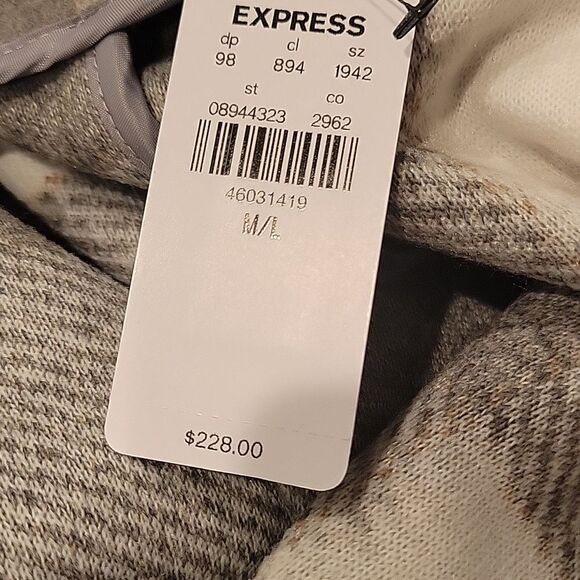 EXPRESS
dp cl sz
98 894 1942
st co
08944323 2962
46031419
M/L
$228.00